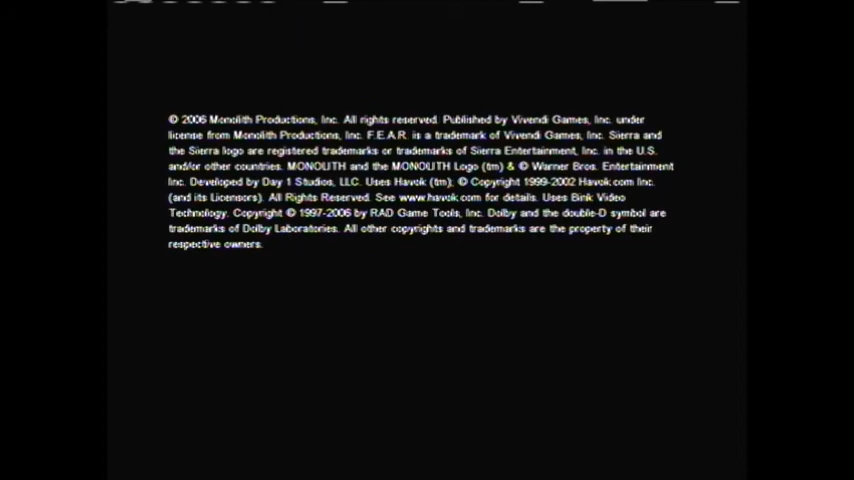 © 2006 Monolith Productions, Inc. All rights reserved. Published by Vivendi Games, Inc. under
license from Monolith Productions, Inc. F.E.A.R. is a trademark of Vivendi Games, Inc. Sierra and
the Sierra logo are registered trademarks or trademarks of Sierra Entertainment, Inc. in the U.S.
and/or other countries. MONOLITH and the MONOLITH Logo (tm) & © Warner Bros. Entertainment
Inc. Developed by Day 1 Studios, LLC. Uses Havok (tm); © Copyright 1999-2002 Havok.com Inc.
(and its Licensors). All Rights Reserved. See www.havok.com for details. Uses Bink Video
Technology. Copyright © 1997-2006 by RAD Game Tools, Inc. Dolby and the double-D symbol are
trademarks of Dolby Laboratories. All other copyrights and trademarks are the property of their
respective owners.